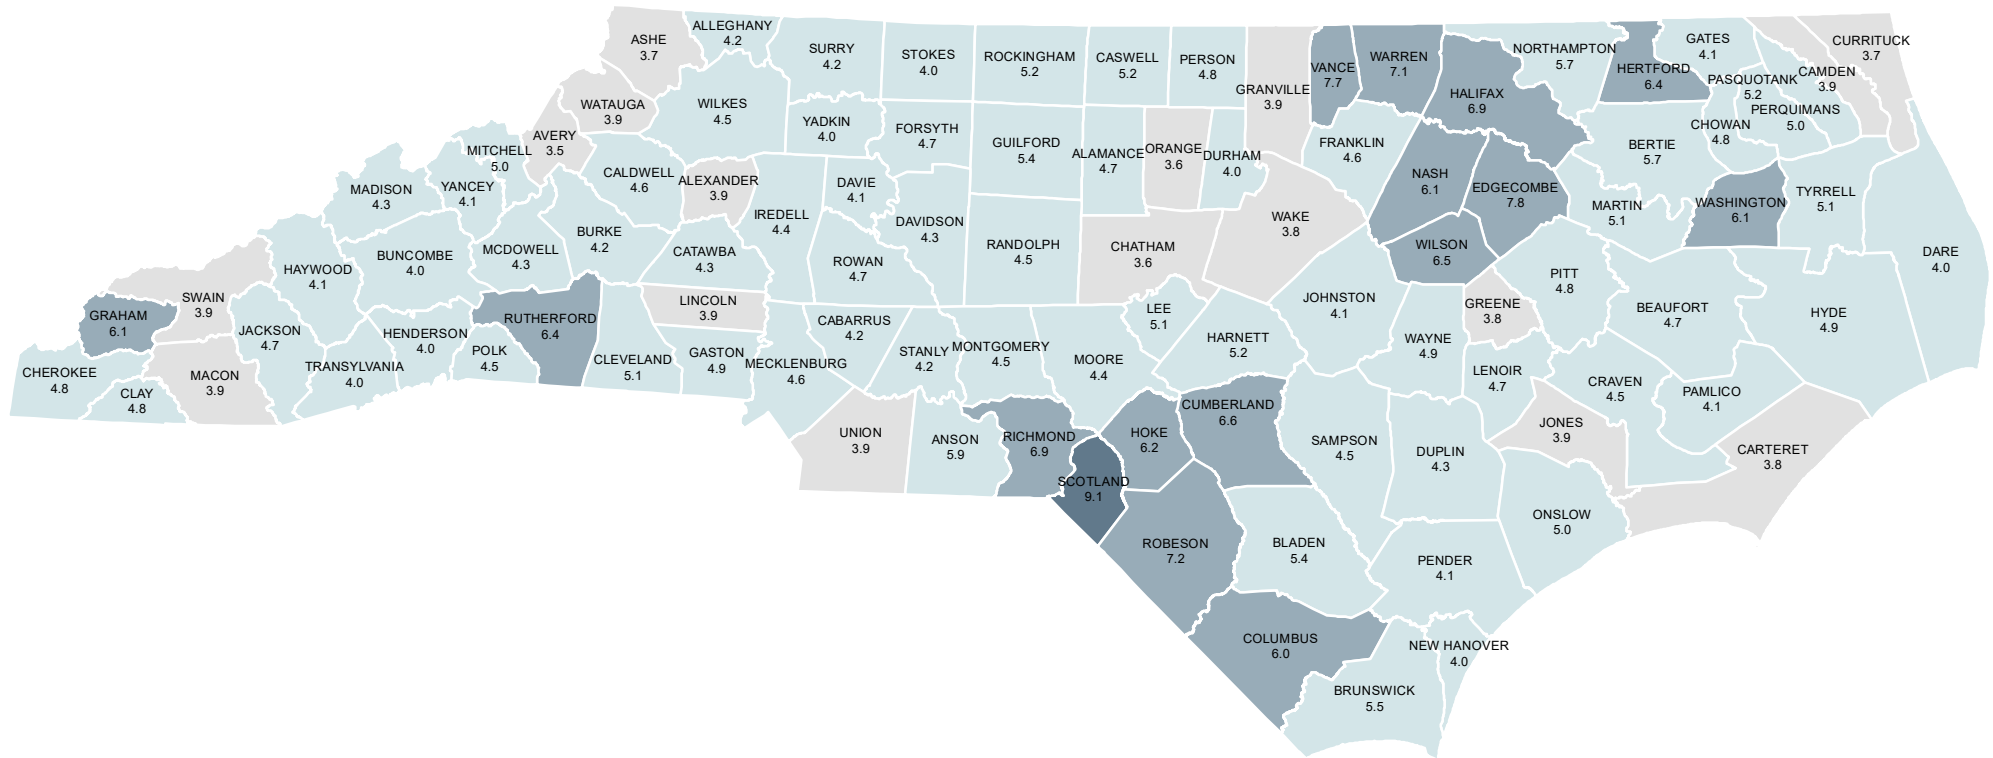 ALLEGHANY
4.2
ASHE
3.7
SURRY
4.2
STOKES
4.0
ROCKINGHAM
5.2
CASWELL
5.2
PERSON
4.8
GRANVILLE
3.9
VANCE
7.7
WARREN
7.1
HALIFAX
6.9
NORTHAMPTON
5.7
HERTFORD
6.4
GATES
4.1
PASQUOTANK
5.2
CAMDEN
3.9
CURRITUCK
3.7
PERQUIMANS
5.0
CHOWAN
4.8
WATAUGA
3.9
WILKES
4.5
YADKIN
4.0
FORSYTH
4.7
GUILFORD
5.4
ALAMANCE
4.7
ORANGE
3.6
DURHAM
4.0
FRANKLIN
4.6
BERTIE
5.7
AVERY
3.5
MITCHELL
5.0
YANCEY
4.1
MADISON
4.3
CALDWELL
4.6
ALEXANDER
3.9
IREDELL
4.4
DAVIE
4.1
DAVIDSON
4.3
RANDOLPH
4.5
CHATHAM
3.6
WAKE
3.8
NASH
6.1
EDGECOMBE
7.8
MARTIN
5.1
WASHINGTON
6.1
TYRRELL
5.1
DARE
4.0
HAYWOOD
4.1
BUNCOMBE
4.0
MCDOWELL
4.3
BURKE
4.2
CATAWBA
4.3
ROWAN
4.7
WILSON
6.5
PITT
4.8
BEAUFORT
4.7
HYDE
4.9
GRAHAM
6.1
SWAIN
3.9
JACKSON
4.7
HENDERSON
4.0
RUTHERFORD
6.4
LINCOLN
3.9
CABARRUS
4.2
LEE
5.1
JOHNSTON
4.1
GREENE
3.8
WAYNE
4.9
HARNETT
5.2
CHEROKEE
4.8
CLAY
4.8
MACON
3.9
TRANSYLVANIA
4.0
POLK
4.5
CLEVELAND
5.1
GASTON
4.9
MECKLENBURG
4.6
STANLY
4.2
MONTGOMERY
4.5
MOORE
4.4
LENOIR
4.7
CRAVEN
4.5
PAMLICO
4.1
JONES
3.9
CARTERET
3.8
UNION
3.9
ANSON
5.9
RICHMOND
6.9
SCOTLAND
9.1
HOKE
6.2
CUMBERLAND
6.6
SAMPSON
4.5
DUPLIN
4.3
ONSLOW
5.0
ROBESON
7.2
BLADEN
5.4
PENDER
4.1
COLUMBUS
6.0
NEW HANOVER
4.0
BRUNSWICK
5.5